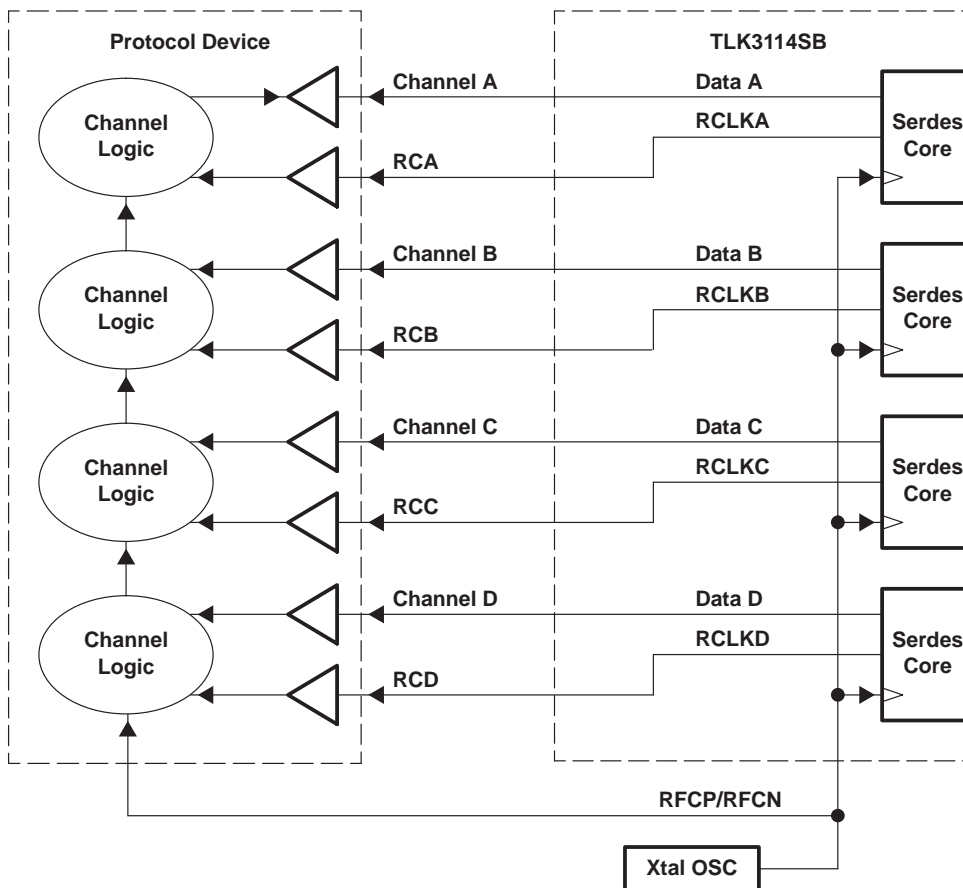 Protocol Device
TLK3114SB
Channel A
Data A
Channel
Logic
RCLKA
Serdes
Core
RCA
Channel B
Data B
Channel
Logic
RCLKB
Serdes
Core
RCB
Channel C
Data C
Channel
Logic
RCLKC
Serdes
Core
RCC
Channel D
Data D
Channel
Logic
RCLKD
Serdes
Core
RCD
RFCP/RFCN
Xtal OSC